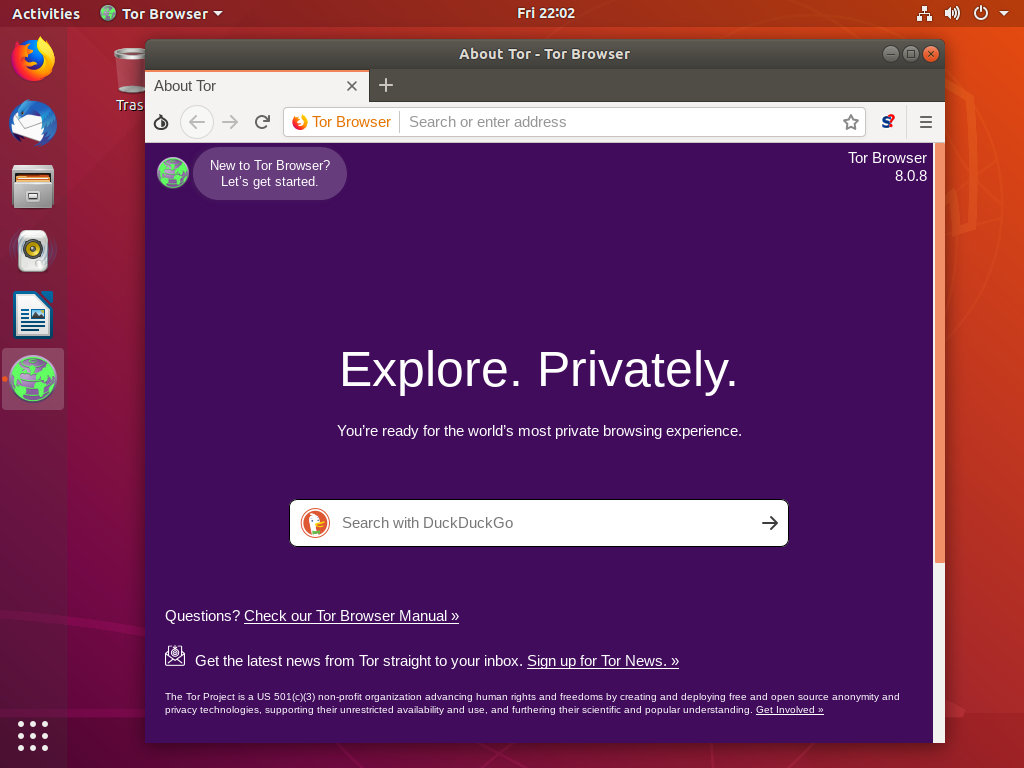 Activities
Tor Browser
Fri 22:02
Tras
About Tor - Tor Browser
About Tor
Tor Browser
Search or enter address
New to Tor Browser?
Let’s get started.
Tor Browser
8.0.8
Explore. Privately.
You’re ready for the world’s most private browsing experience.
Search with DuckDuckGo
Questions? Check our Tor Browser Manual »
Get the latest news from Tor straight to your inbox. Sign up for Tor News. »
The Tor Project is a US 501(c)(3) non-profit organization advancing human rights and freedoms by creating and deploying free and open source anonymity and
privacy technologies, supporting their unrestricted availability and use, and furthering their scientific and popular understanding. Get Involved »